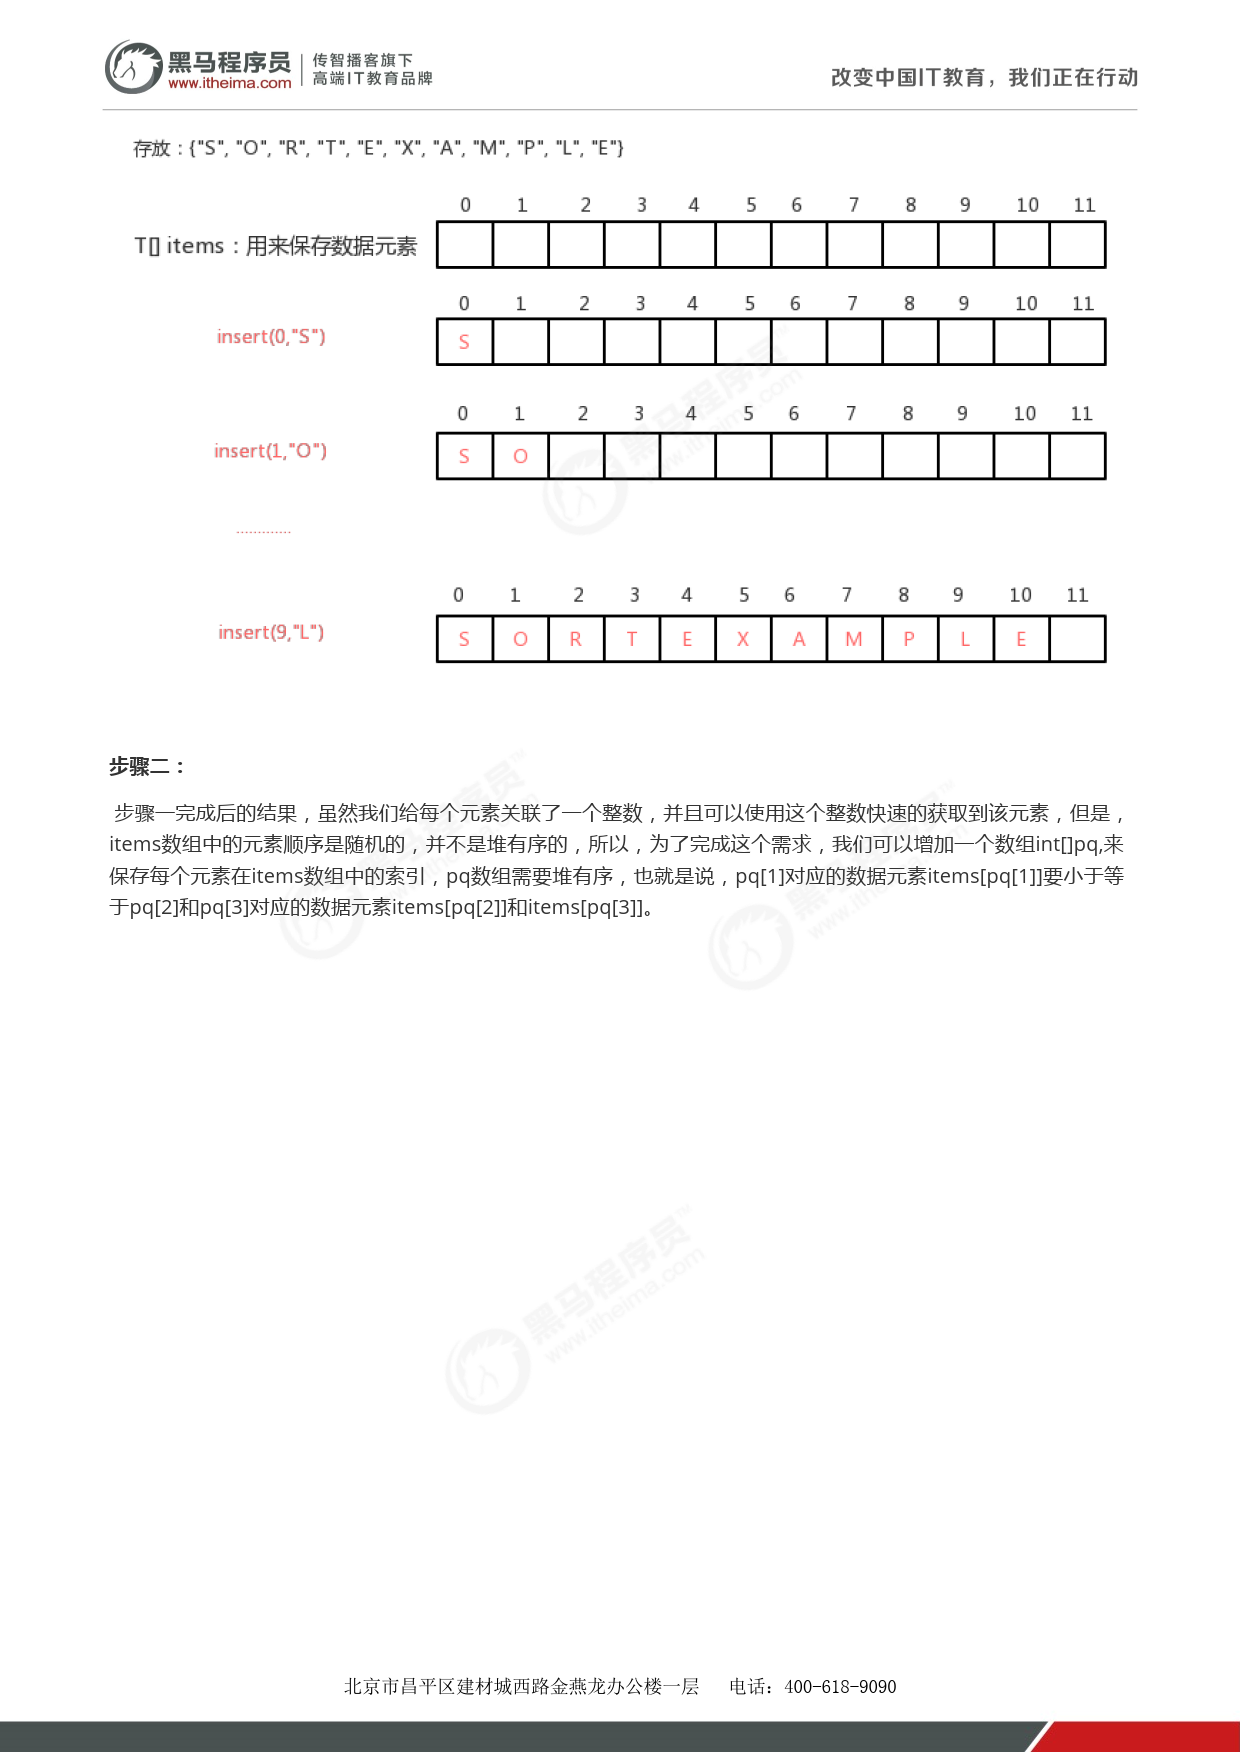 黑马程序员 传智播客旗下
www.itheima.com 高端IT教育品牌
改变中国IT教育，我们正在行动
存放：{"S", "O", "R", "T", "E", "X", "A", "M", "P", "L", "E"}
0 1 2 3 4 5 6 7 8 9 10 11
T[] items：用来保存数据元素
0 1 2 3 4 5 6 7 8 9 10 11
insert(0,"S") S
0 1 2 3 4 5 6 7 8 9 10 11
insert(1,"O") S O
.............
0 1 2 3 4 5 6 7 8 9 10 11
insert(9,"L") S O R T E X A M P L E
步骤二：
步骤一完成后的结果，虽然我们给每个元素关联了一个整数，并且可以使用这个整数快速的获取到该元素，但是，
items数组中的元素顺序是随机的，并不是堆有序的，所以，为了完成这个需求，我们可以增加一个数组int[]pq,来
保存每个元素在items数组中的索引，pq数组需要堆有序，也就是说，pq[1]对应的数据元素items[pq[1]]要小于等
于pq[2]和pq[3]对应的数据元素items[pq[2]]和items[pq[3]]。
黑马程序员™
www.itheima.com
北京市昌平区建材城西路金燕龙办公楼一层 电话：400-618-9090